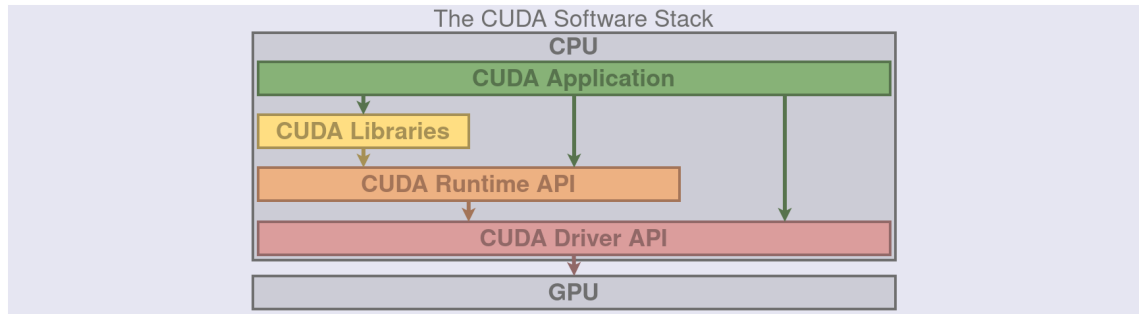 The CUDA Software Stack
CPU
CUDA Application
CUDA Libraries
CUDA Runtime API
CUDA Driver API
GPU